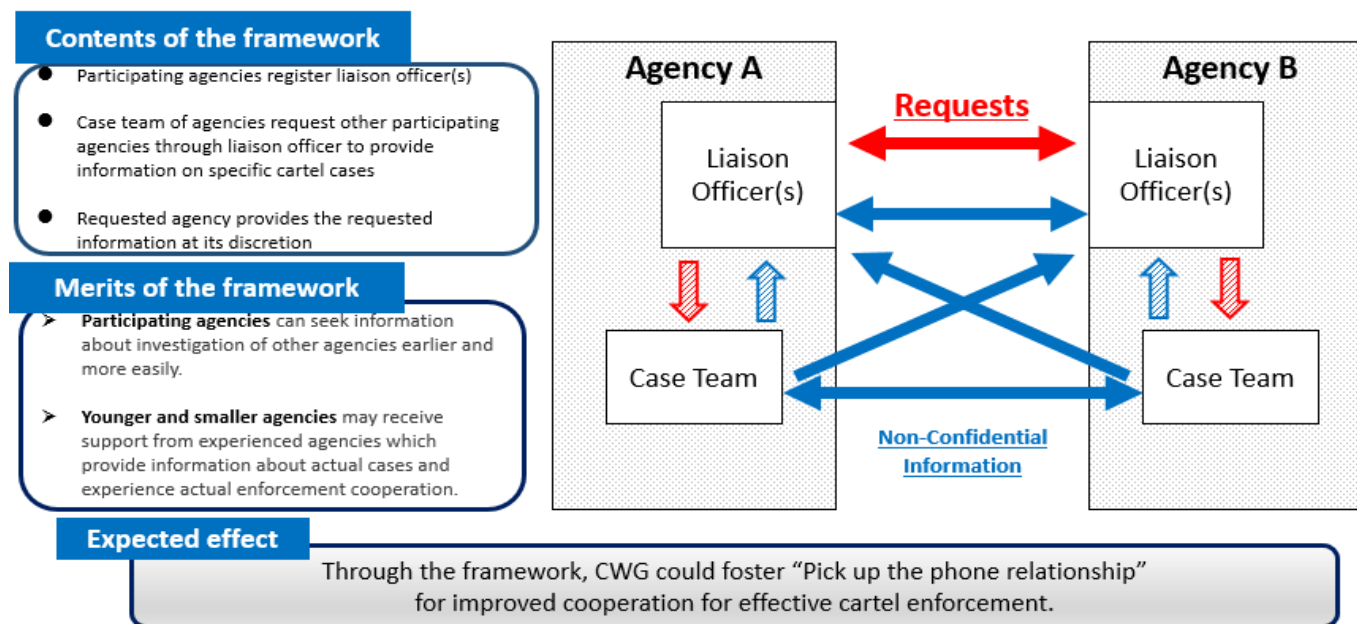 Contents of the framework
● Participating agencies register liaison officer(s)
● Case team of agencies request other participating
agencies through liaison officer to provide
information on specific cartel cases
● Requested agency provides the requested
information at its discretion
Merits of the framework
➤ Participating agencies can seek information
about investigation of other agencies earlier and
more easily.
➤ Younger and smaller agencies may receive
support from experienced agencies which
provide information about actual cases and
experience actual enforcement cooperation.
Agency A
Liaison
Officer(s)
Case Team
Requests
Non-Confidential
Information
Agency B
Liaison
Officer(s)
Case Team
Expected effect
Through the framework, CWG could foster “Pick up the phone relationship”
for improved cooperation for effective cartel enforcement.